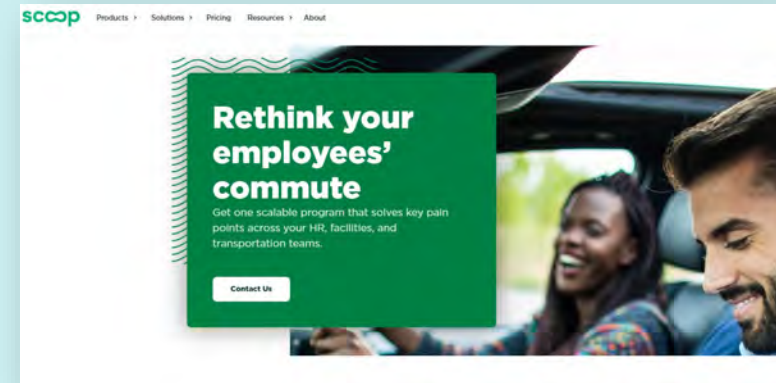 scoop Products > Solutions > Pricing Resources > About
Rethink your
employees’
commute
Get one scalable program that solves key pain
points across your HR, facilities, and
transportation teams.
Contact Us